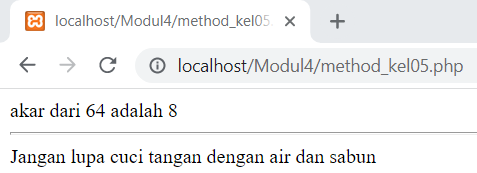 localhost/Modul4/method_kel05.
localhost/Modul4/method_kel05.php
akar dari 64 adalah 8
Jangan lupa cuci tangan dengan air dan sabun